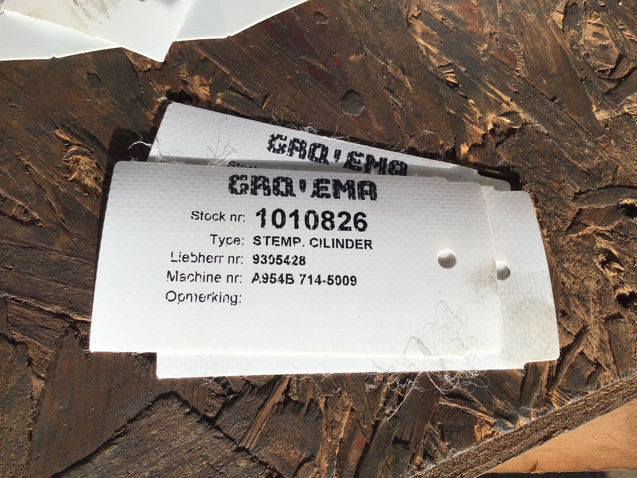 GRO'EMA
Stock
GRO'EMA
Stock nr: 1010826
Type: STEMP. CILINDER
Liebherr nr: 9305428
Machine nr: A954B 714-5009
Opmerking: